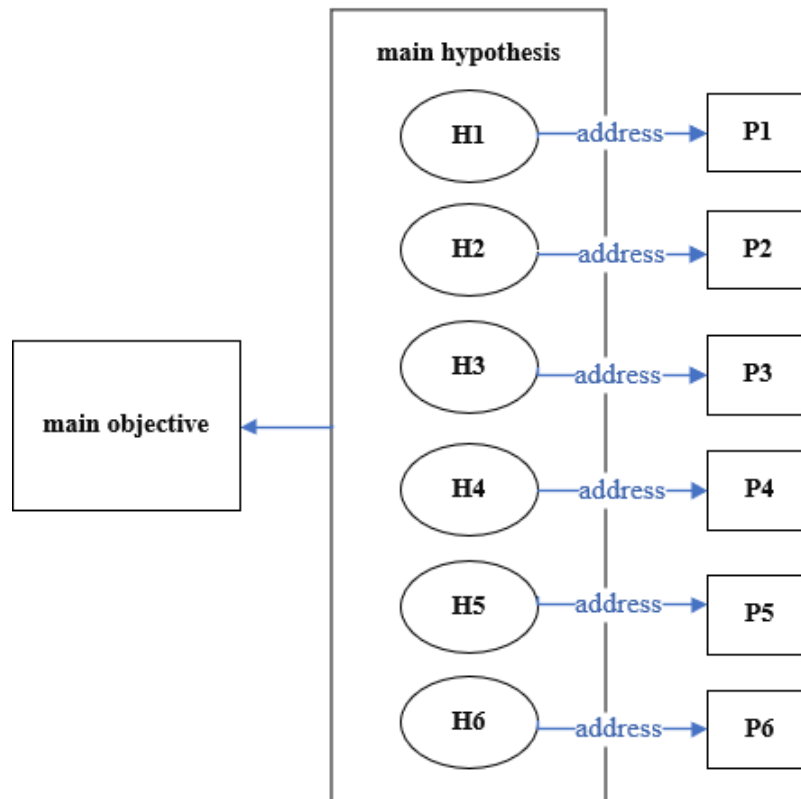 main hypothesis
H1 address P1
H2 address P2
H3 address P3
main objective
H4 address P4
H5 address P5
H6 address P6